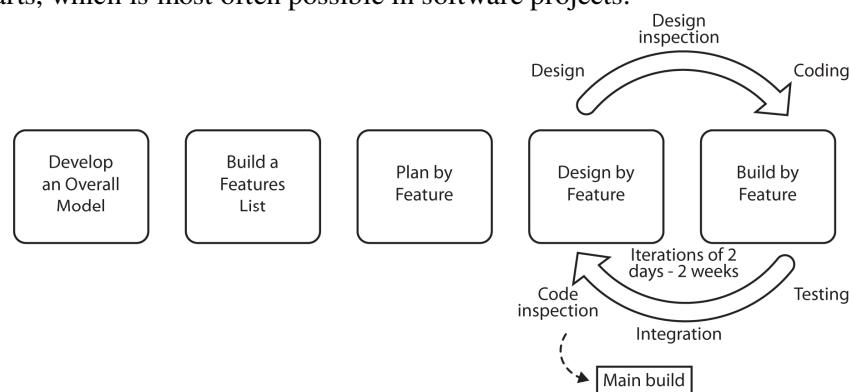 which is most often possible in software projects.
Design
inspection
Design
Coding
Develop
an Overall
Model
Build a
Features
List
Plan by
Feature
Design by
Feature
Build by
Feature
Iterations of 2
days - 2 weeks
Code
inspection
Testing
Integration
Main build